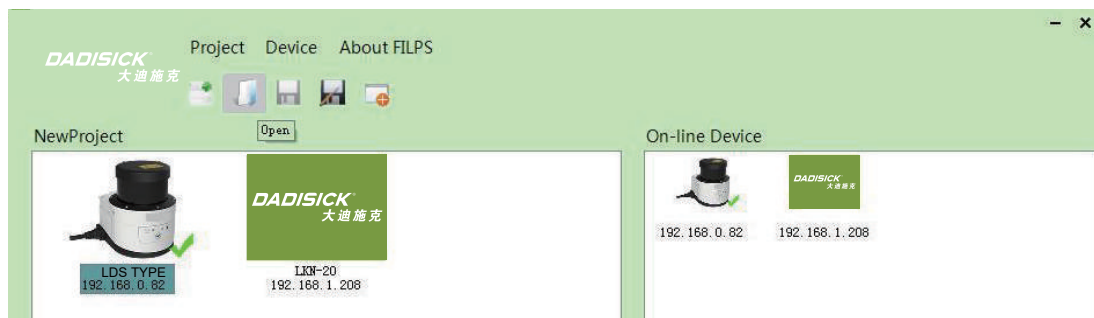 Project Device About FILPS
DADISICK®
大迪施克
Open
NewProject
On-line Device
DADISICK
大迪施克
LDS TYPE
192.168.0.82
LKN-20
192.168.1.208
DADISICK
大迪施克
192.168.0.82
192.168.1.208